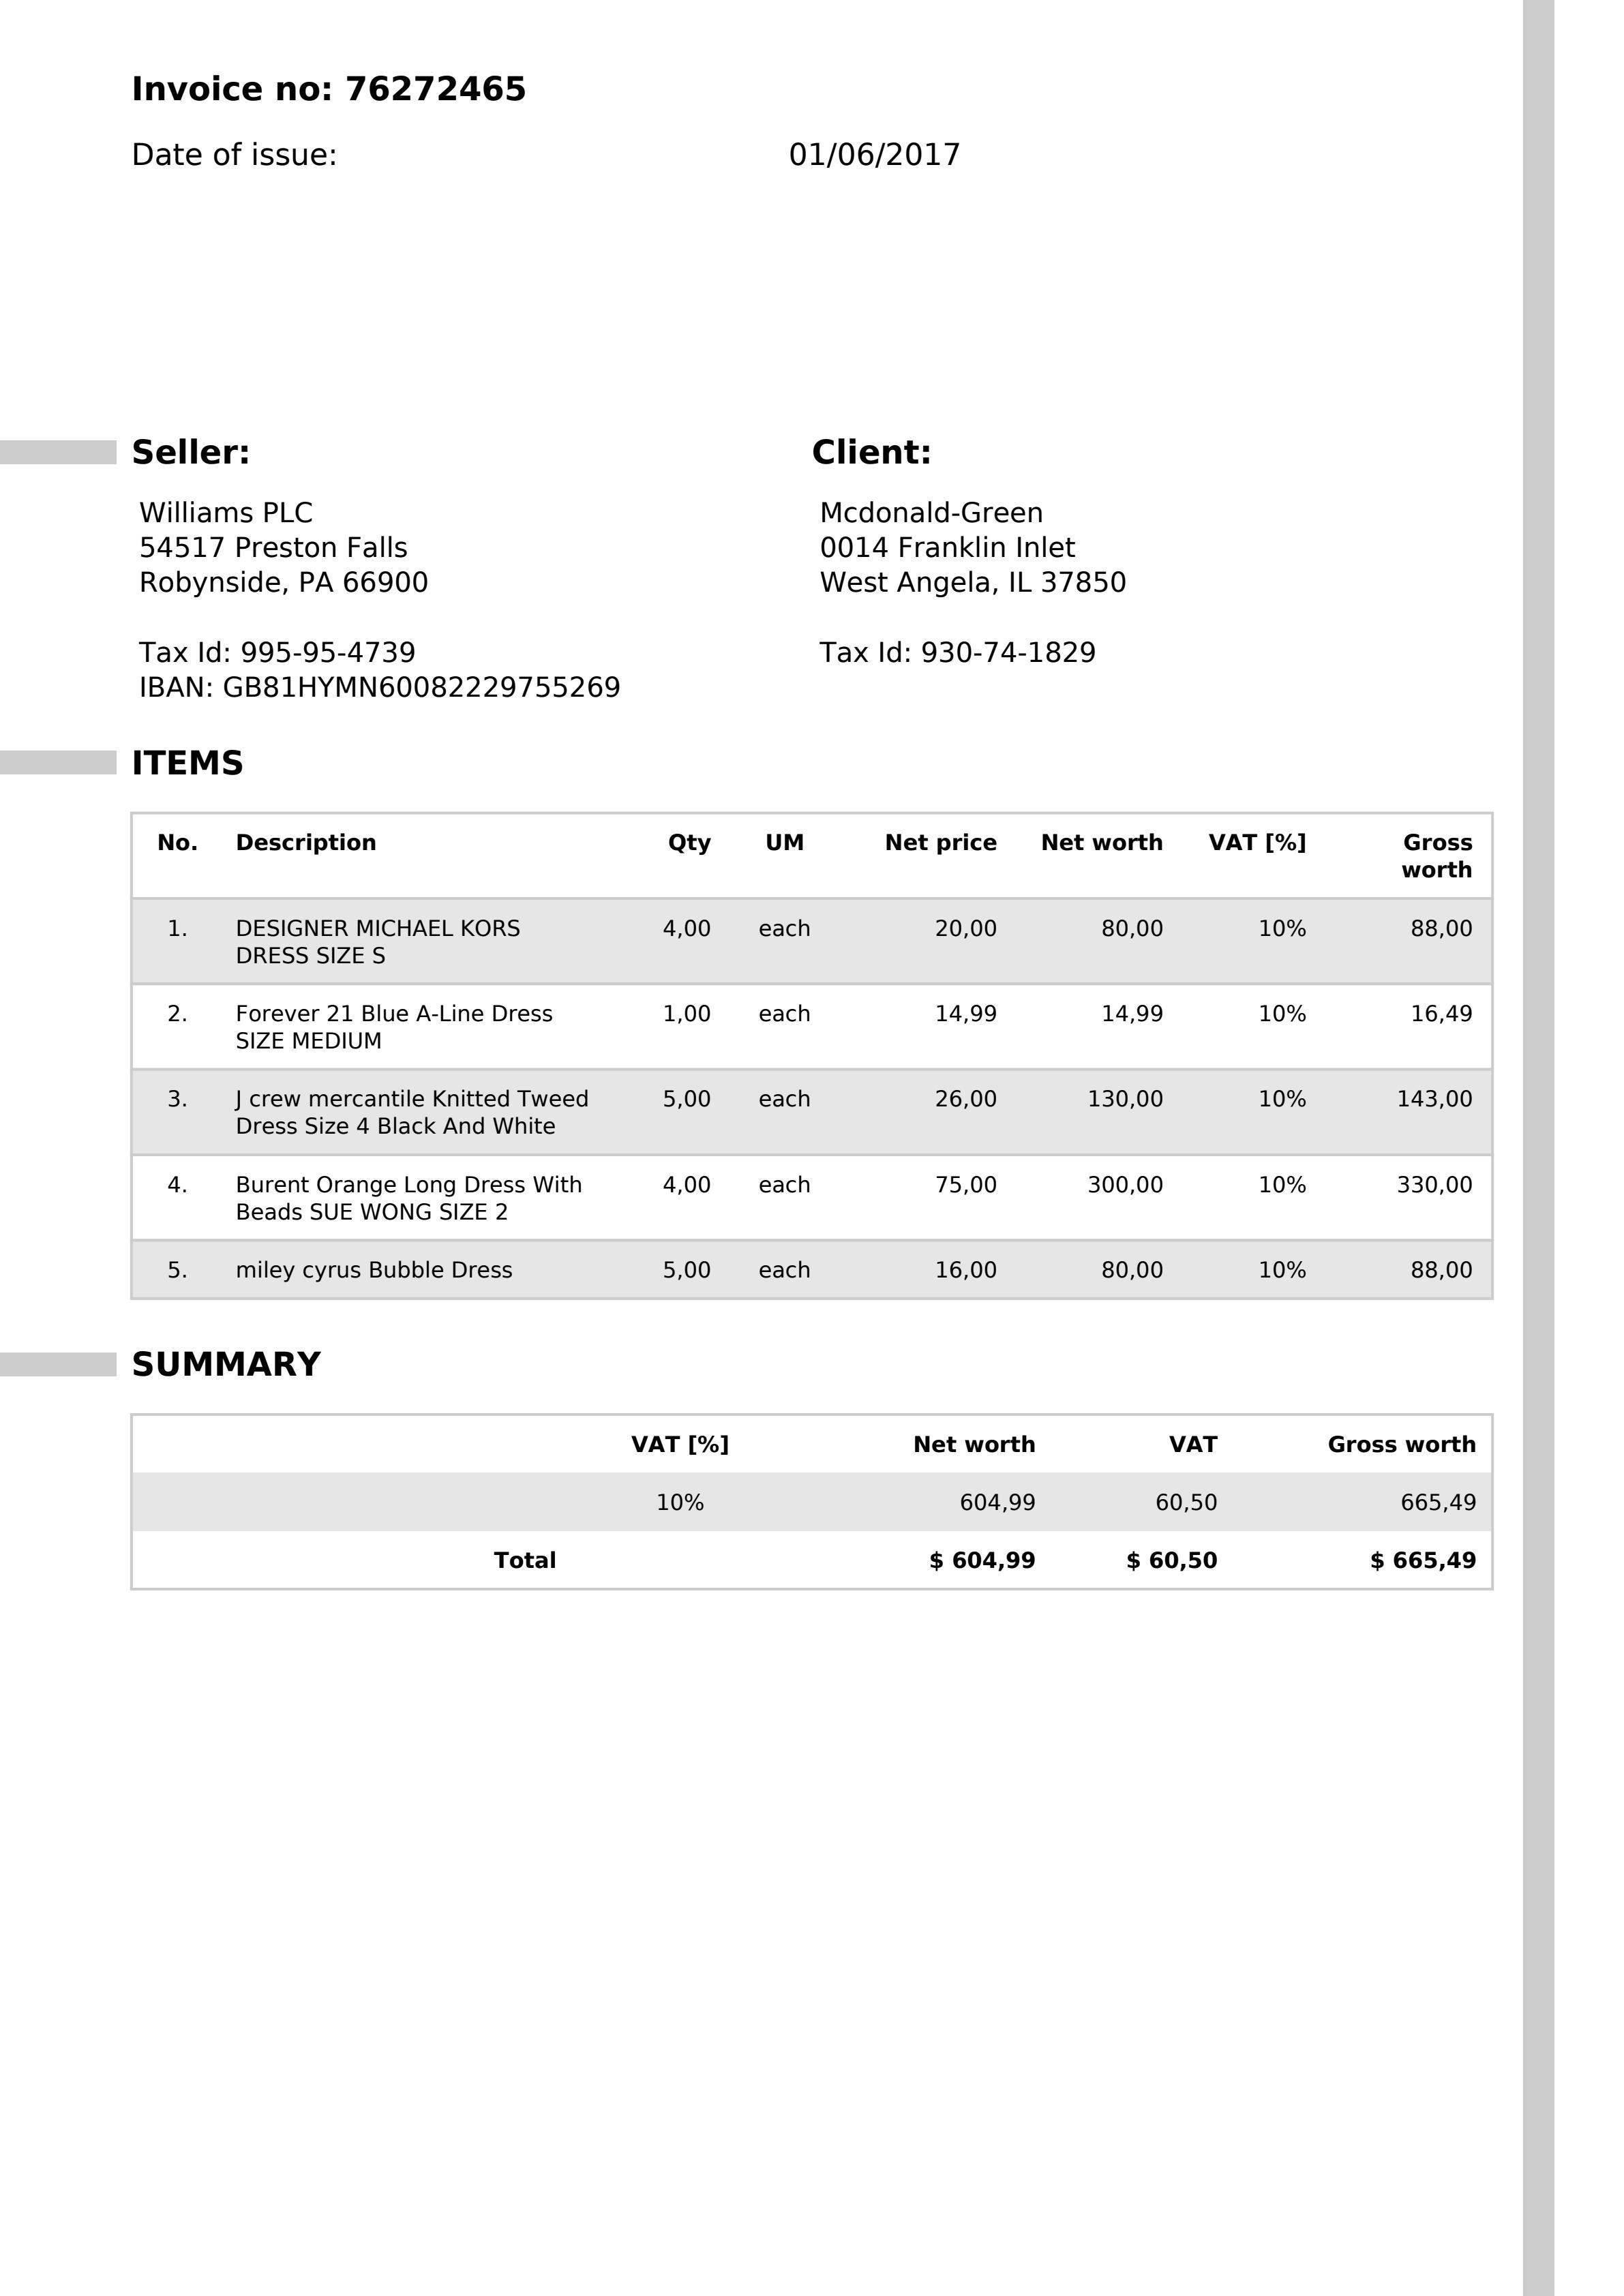 Invoice no: 76272465
Date of issue: 01/06/2017
Seller:
Williams PLC
54517 Preston Falls
Robynside, PA 66900
Tax Id: 995-95-4739
IBAN: GB81HYMN60082229755269
Client:
Mcdonald-Green
0014 Franklin Inlet
West Angela, IL 37850
Tax Id: 930-74-1829
ITEMS
No. Description Qty UM Net price Net worth VAT [%] Gross
worth
1. DESIGNER MICHAEL KORS 4,00 each 20,00 80,00 10% 88,00
DRESS SIZE S
2. Forever 21 Blue A-Line Dress 1,00 each 14,99 14,99 10% 16,49
SIZE MEDIUM
3. J crew mercantile Knitted Tweed 5,00 each 26,00 130,00 10% 143,00
Dress Size 4 Black And White
4. Burent Orange Long Dress With 4,00 each 75,00 300,00 10% 330,00
Beads SUE WONG SIZE 2
5. miley cyrus Bubble Dress 5,00 each 16,00 80,00 10% 88,00
SUMMARY
VAT [%] Net worth VAT Gross worth
10% 604,99 60,50 665,49
Total $ 604,99 $ 60,50 $ 665,49